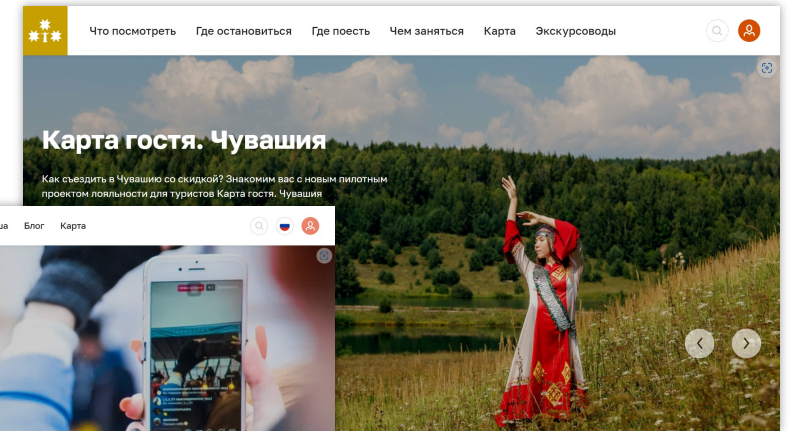 Что посмотреть Где остановиться Где поесть Чем заняться Карта Экскурсоводы
Карта гостя. Чувашия
Как съездить в Чувашию со скидкой? Знакомим вас с новым пилотным
проектом лояльности для туристов Карта гостя. Чувашия
Блог Карта